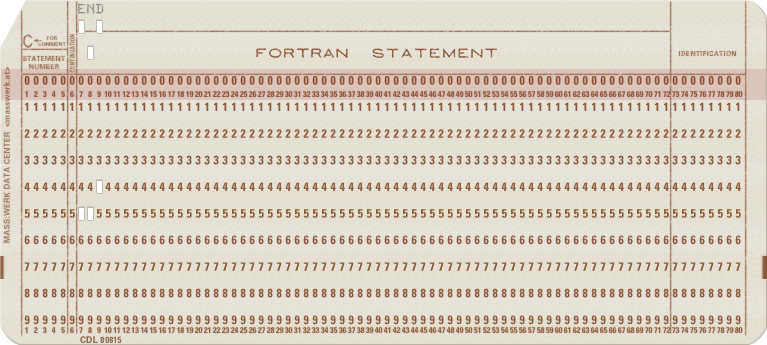 END
C ← FOR COMMENT
STATEMENT NUMBER
CONTINUATION
FORTRAN STATEMENT
IDENTIFICATION
00000000000000000000000000000000000000000000000000000000000000000000000000000000
1 2 3 4 5 6 7 8 9 10 11 12 13 14 15 16 17 18 19 20 21 22 23 24 25 26 27 28 29 30 31 32 33 34 35 36 37 38 39 40 41 42 43 44 45 46 47 48 49 50 51 52 53 54 55 56 57 58 59 60 61 62 63 64 65 66 67 68 69 70 71 72 73 74 75 76 77 78 79 80
11111111111111111111111111111111111111111111111111111111111111111111111111111111
22222222222222222222222222222222222222222222222222222222222222222222222222222222
33333333333333333333333333333333333333333333333333333333333333333333333333333333
44444444 44444444444444444444444444444444444444444444444444444444444444444444444
555555 555555555555555555555555555555555555555555555555555555555555555555555555
66666666666666666666666666666666666666666666666666666666666666666666666666666666
77777777777777777777777777777777777777777777777777777777777777777777777777777777
88888888888888888888888888888888888888888888888888888888888888888888888888888888
99999999999999999999999999999999999999999999999999999999999999999999999999999999
1 2 3 4 5 6 7 8 9 10 11 12 13 14 15 16 17 18 19 20 21 22 23 24 25 26 27 28 29 30 31 32 33 34 35 36 37 38 39 40 41 42 43 44 45 46 47 48 49 50 51 52 53 54 55 56 57 58 59 60 61 62 63 64 65 66 67 68 69 70 71 72 73 74 75 76 77 78 79 80
CDL 80815
MASS:WERK DATA CENTER <masswerk.at>